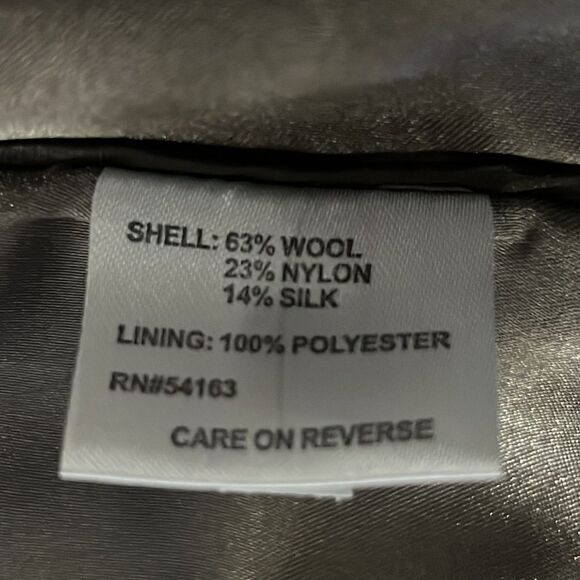 SHELL: 63% WOOL
23% NYLON
14% SILK
LINING: 100% POLYESTER
RN#54163
CARE ON REVERSE